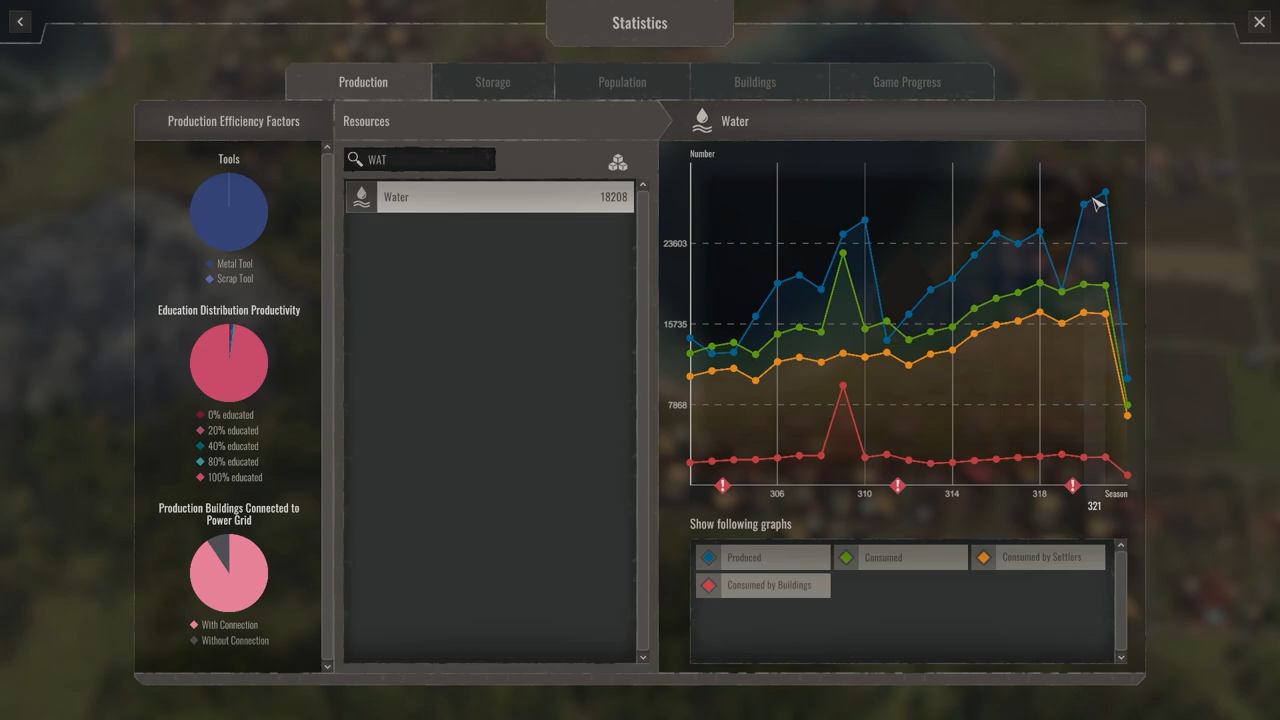 Statistics
Production
Storage
Population
Buildings
Game Progress
Production Efficiency Factors
Tools
Metal Tool
Scrap Tool
Education Distribution Productivity
0% educated
20% educated
40% educated
80% educated
100% educated
Production Buildings Connected to
Power Grid
With Connection
Without Connection
Resources
WAT
Water 18208
Water
Number
23603
15735
7868
306 310 314 318 Season
321
Show following graphs
Produced Consumed Consumed by Settlers
Consumed by Buildings